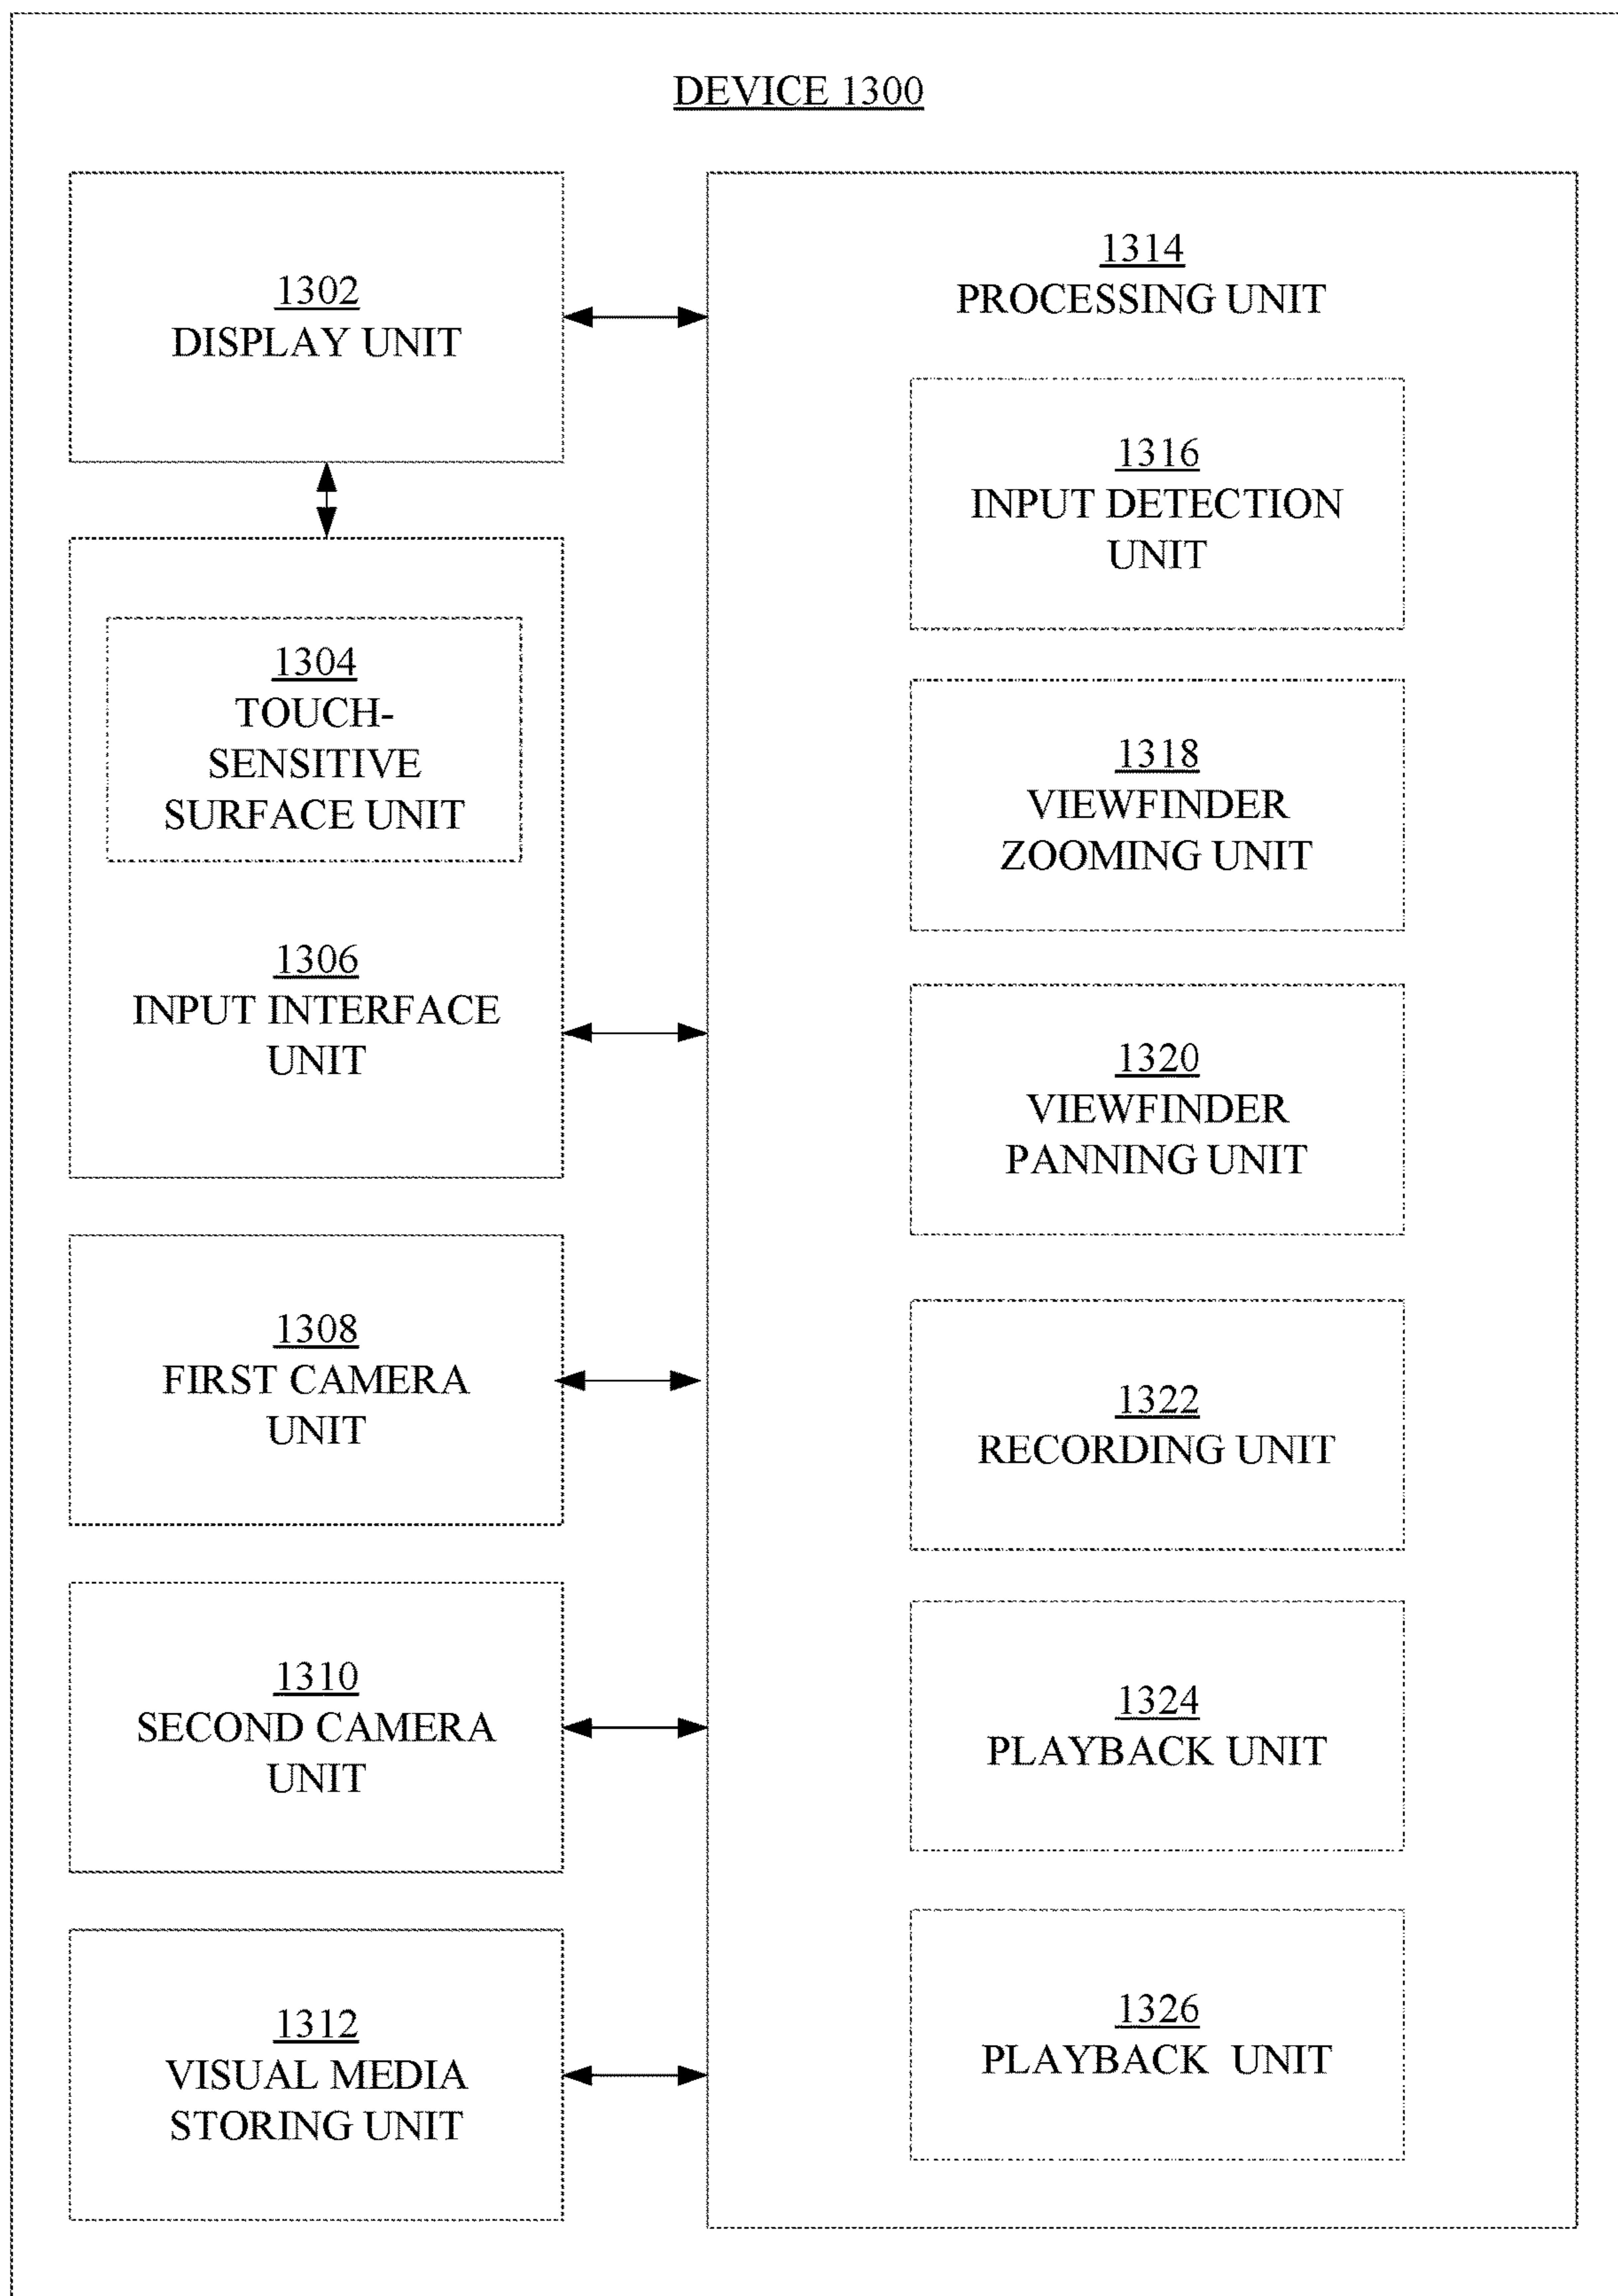 DEVICE 1300
1302
DISPLAY UNIT
1304
TOUCH-
SENSITIVE
SURFACE UNIT
1306
INPUT INTERFACE
UNIT
1308
FIRST CAMERA
UNIT
1310
SECOND CAMERA
UNIT
1312
VISUAL MEDIA
STORING UNIT
1314
PROCESSING UNIT
1316
INPUT DETECTION
UNIT
1318
VIEWFINDER
ZOOMING UNIT
1320
VIEWFINDER
PANNING UNIT
1322
RECORDING UNIT
1324
PLAYBACK UNIT
1326
PLAYBACK UNIT